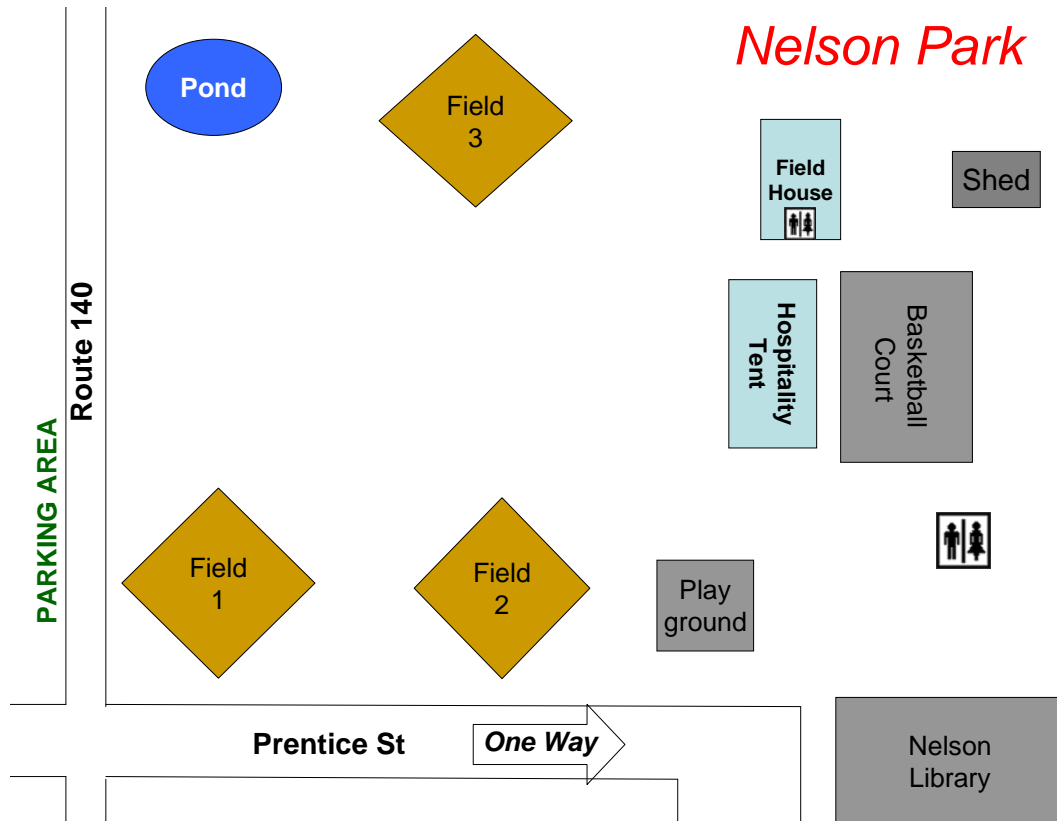 Nelson Park
Pond
Field
3
Field
House
Shed
Route 140
PARKING AREA
Hospitality
Tent
Basketball
Court
Field
1
Field
2
Play
ground
Prentice St
One Way
Nelson
Library